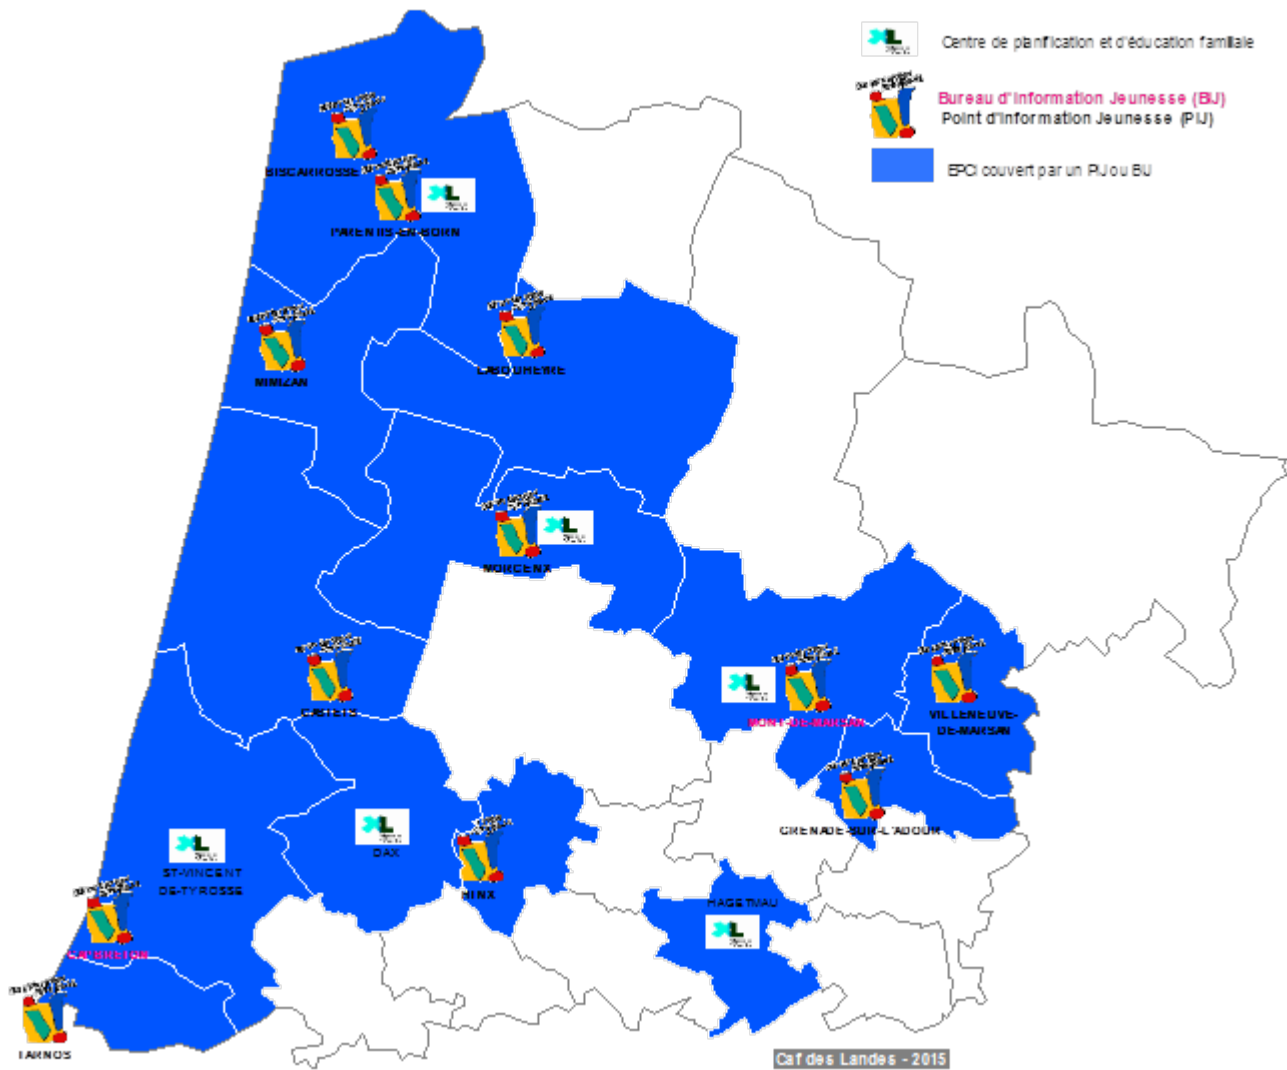 Centre de planification et d'éducation familiale
Bureau d'Information Jeunesse (BIJ)
Point d'Information Jeunesse (PIJ)
EPCI couvert par un PIJ ou BIJ
BISCARROSSE
PARENTIS-EN-BORN
MIMIZAN
LABOUHEYRE
MORCENX
CASTETS
MONT-DE-MARSAN
VILLENEUVE-
DE-MARSAN
GRENADE-SUR-L'ADOUR
DAX
HINX
ST-VINCENT
DE-TYROSSE
HAGETMAU
CAPBRETON
TARNOS
Caf des Landes - 2015